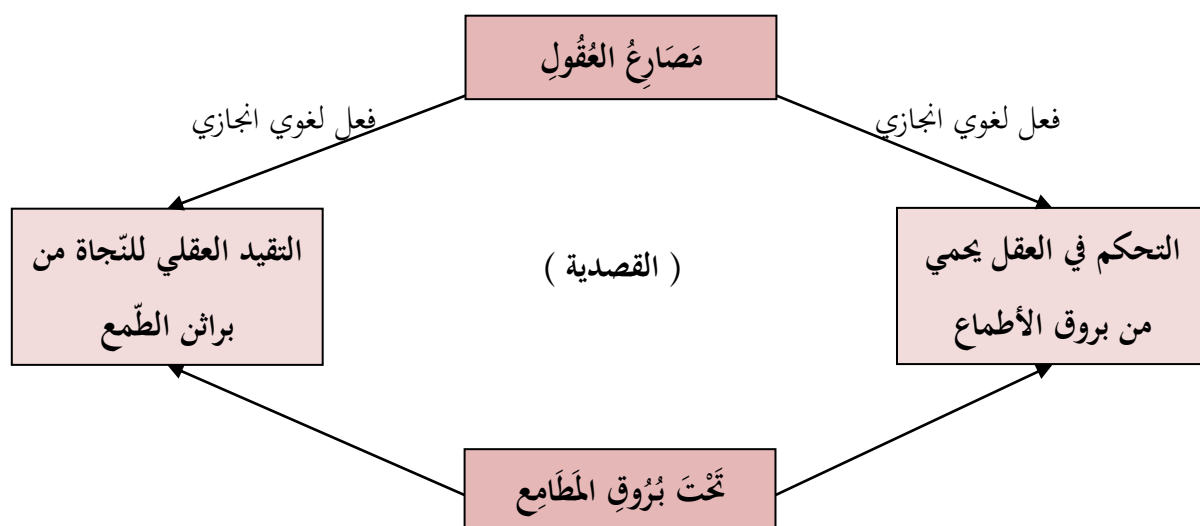 مَصَارِعُ العُقُولِ
فعل لغوي انجازي
فعل لغوي انجازي
التحكم في العقل يحمي
من بروق الأطماع
( القصدية )
التقيد العقلي للنّجاة من
براثن الطّمع
تَحْتَ بُرُوقِ المَطَامِع